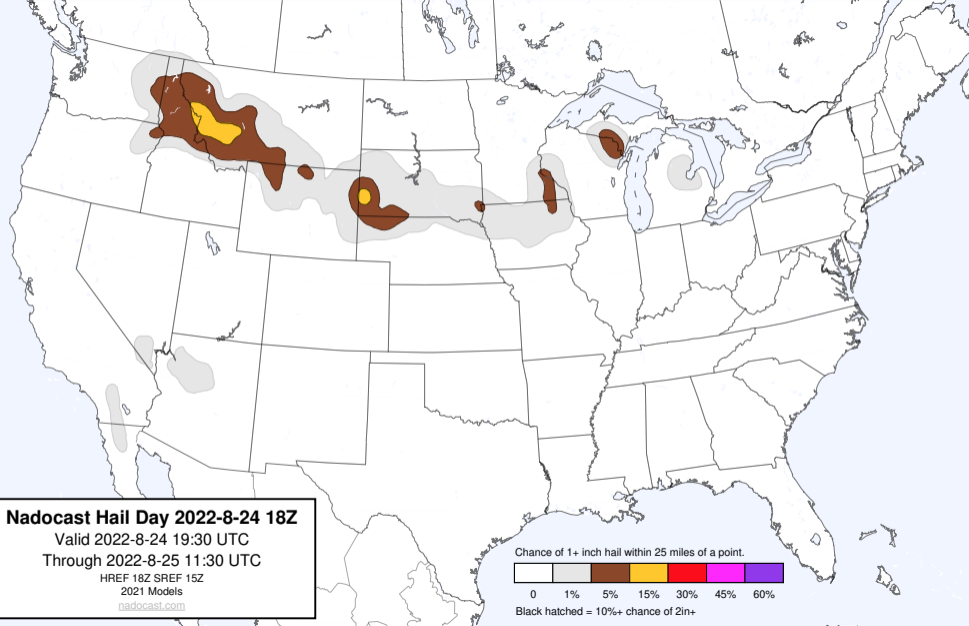 Nadocast Hail Day 2022-8-24 18Z
Valid 2022-8-24 19:30 UTC
Through 2022-8-25 11:30 UTC
HREF 18Z SREF 15Z
2021 Models
nadocast.com
Chance of 1+ inch hail within 25 miles of a point.
0 1% 5% 15% 30% 45% 60%
Black hatched = 10%+ chance of 2in+